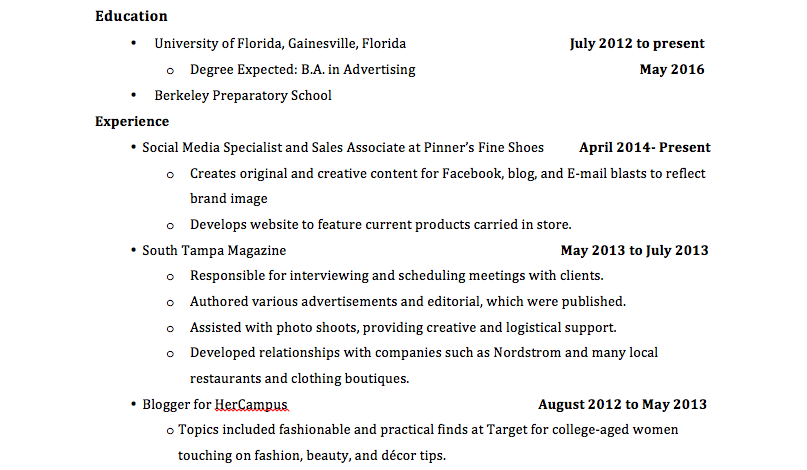 Education
• University of Florida, Gainesville, Florida July 2012 to present
o Degree Expected: B.A. in Advertising May 2016
• Berkeley Preparatory School
Experience
• Social Media Specialist and Sales Associate at Pinner's Fine Shoes April 2014- Present
o Creates original and creative content for Facebook, blog, and E-mail blasts to reflect
brand image
o Develops website to feature current products carried in store.
• South Tampa Magazine May 2013 to July 2013
o Responsible for interviewing and scheduling meetings with clients.
o Authored various advertisements and editorial, which were published.
o Assisted with photo shoots, providing creative and logistical support.
o Developed relationships with companies such as Nordstrom and many local
restaurants and clothing boutiques.
• Blogger for HerCampus August 2012 to May 2013
o Topics included fashionable and practical finds at Target for college-aged women
touching on fashion, beauty, and décor tips.